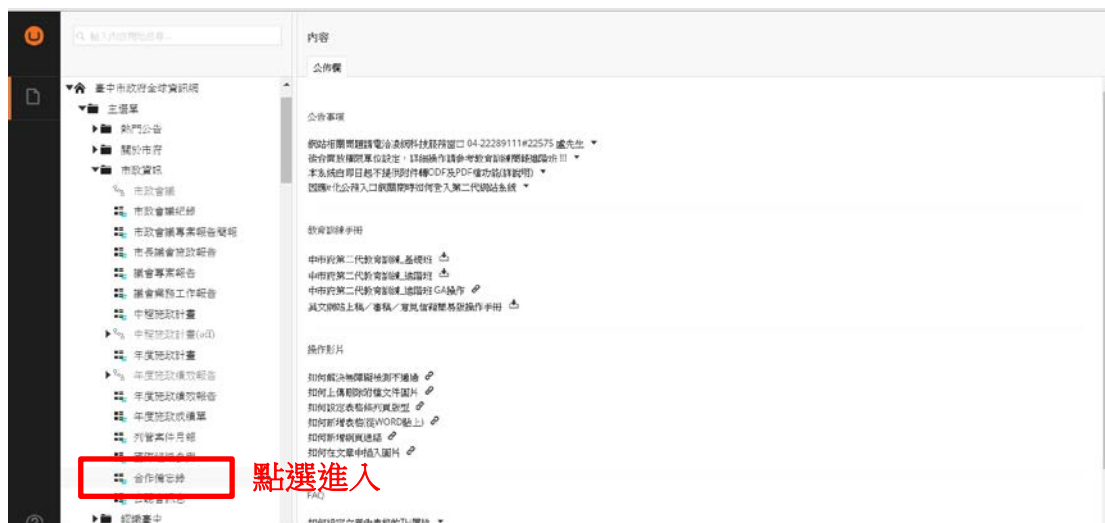 內容
公佈欄
臺中市政府全球資訊網
主選單
熱門公告
關於市府
市政資訊
市政會議
市政會議紀錄
市政會議專案報告簡報
市長議會施政報告
議會專案報告
議會業務工作報告
中程施政計畫
中程施政計畫(old)
年度施政計畫
年度施政績效報告
年度施政績效報告
年度施政成績單
列管案件月報
合作備忘錄
點選進入
公告事項
網站相關問題請電洽凌網科技服務窗口 04-22289111#22575 盧先生
後台開放權限單位設定，詳細操作請參考教育訓練簡報進階班 !!!
本系統自即日起不提供附件轉ODF及PDF檔功能(詳說明)
因應e化公務入口網關閉時如何登入第二代網站系統
教育訓練手冊
中市府第二代教育訓練_基礎班
中市府第二代教育訓練_進階班
中市府第二代教育訓練_進階班 GA操作
英文網站上稿／審稿／意見信箱簡易版操作手冊
操作影片
如何解決無障礙檢測不通過
如何上傳刪除附檔文件圖片
如何設定表格條列頁版型
如何新增表格(從WORD貼上)
如何新增網頁連結
如何在文章中插入圖片
FAQ